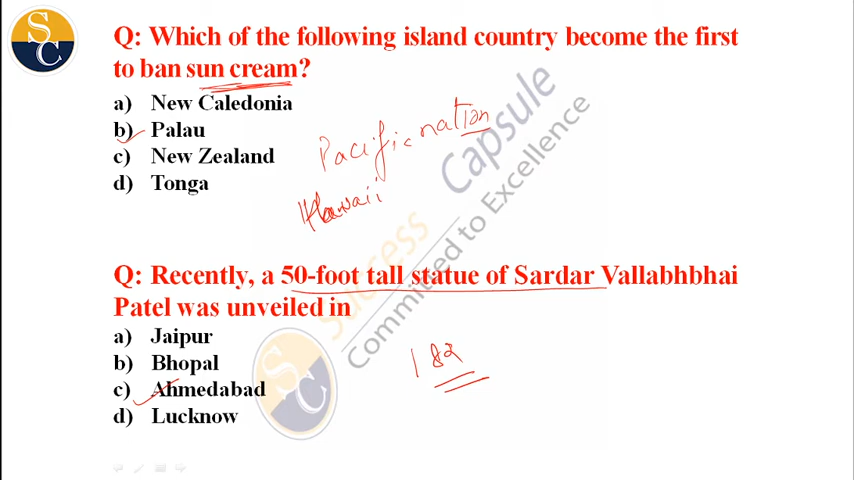 SC
Q: Which of the following island country become the first
to ban sun cream?
a) New Caledonia
b) Palau
c) New Zealand
d) Tonga
Pacific nation
Hawaii
Success Capsule
Committed to Excellence
SC
Q: Recently, a 50-foot tall statue of Sardar Vallabhbhai
Patel was unveiled in
a) Jaipur
b) Bhopal
c) Ahmedabad
d) Lucknow
182